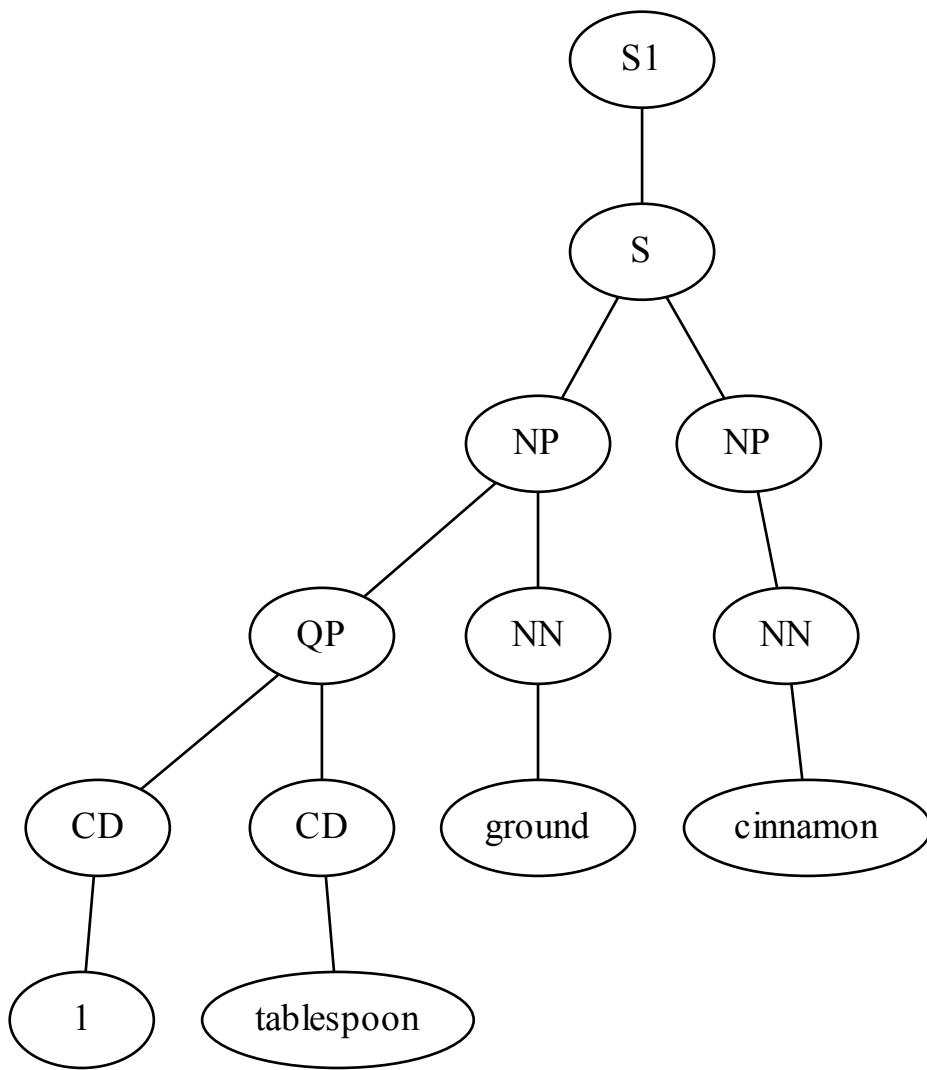 S1
S
NP NP
QP NN NN
CD CD ground cinnamon
1 tablespoon